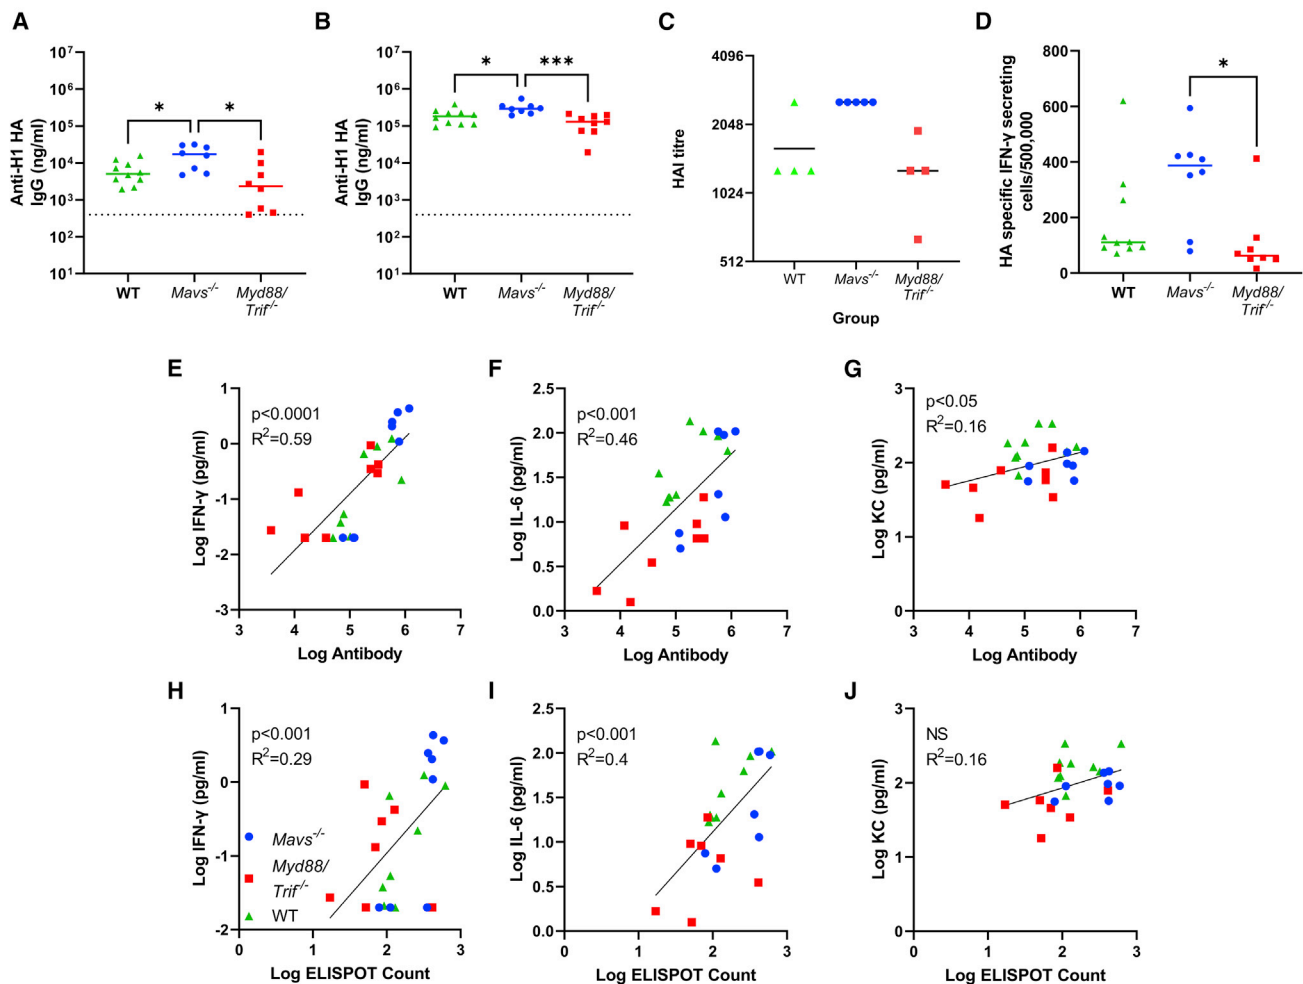 A
Anti-H1 HA
IgG (ng/ml)
10⁷
10⁶
10⁵
10⁴
10³
10²
10¹
*
*
WT
Mavs⁻/⁻
Myd88/
Trif⁻/⁻
B
Anti-H1 HA
IgG (ng/ml)
10⁷
10⁶
10⁵
10⁴
10³
10²
10¹
*
***
WT
Mavs⁻/⁻
Myd88/
Trif⁻/⁻
C
HAI titre
4096
2048
1024
512
WT
Mavs⁻/⁻
Myd88/
Trif⁻/⁻
Group
D
HA specific IFN-γ secreting
cells/500,000
800
600
400
200
0
*
WT
Mavs⁻/⁻
Myd88/
Trif⁻/⁻
E
Log IFN-γ (pg/ml)
1
0
-1
-2
-3
p<0.0001
R²=0.59
3 4 5 6 7
Log Antibody
F
Log IL-6 (pg/ml)
2.5
2.0
1.5
1.0
0.5
0.0
p<0.001
R²=0.46
3 4 5 6 7
Log Antibody
G
Log KC (pg/ml)
3
2
1
0
p<0.05
R²=0.16
3 4 5 6 7
Log Antibody
H
Log IFN-γ (pg/ml)
1
0
-1
-2
p<0.001
R²=0.29
Mavs⁻/⁻
Myd88/
Trif⁻/⁻
WT
0 1 2 3
Log ELISPOT Count
I
Log IL-6 (pg/ml)
2.5
2.0
1.5
1.0
0.5
0.0
p<0.001
R²=0.4
0 1 2 3
Log ELISPOT Count
J
Log KC (pg/ml)
3
2
1
0
NS
R²=0.16
0 1 2 3
Log ELISPOT Count